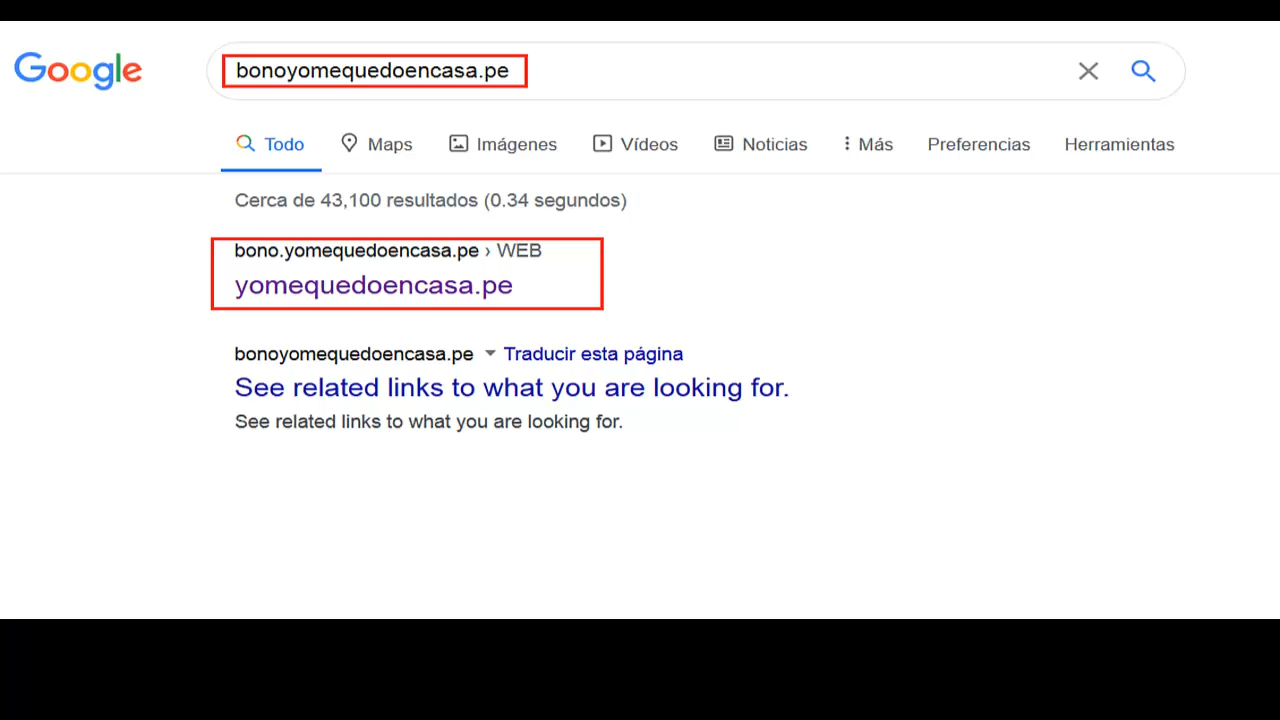 Google
bonoyomequedoencasa.pe
Todo Maps Imágenes Vídeos Noticias Más Preferencias Herramientas
Cerca de 43,100 resultados (0.34 segundos)
bono.yomequedoencasa.pe › WEB
yomequedoencasa.pe
bonoyomequedoencasa.pe Traducir esta página
See related links to what you are looking for.
See related links to what you are looking for.